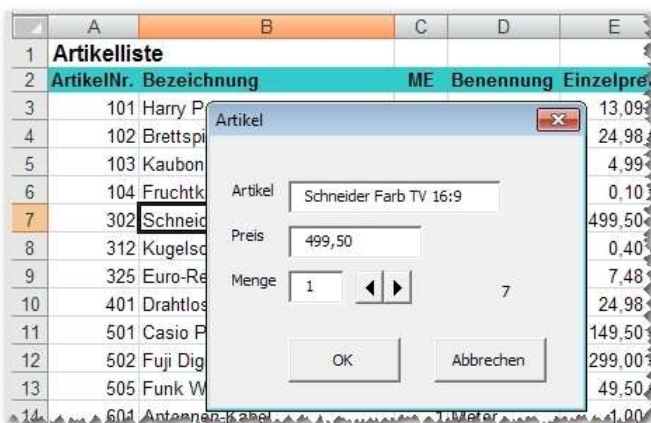 A B C D E
1 Artikelliste
2 ArtikelNr. Bezeichnung ME Benennung Einzelpre
3 101 Harry P 13,09
4 102 Brettspi 24,98
5 103 Kaubon 4,99
6 104 Fruchtk 0,10
7 302 Schneid 499,50
8 312 Kugelsc 0,40
9 325 Euro-Re 7,48
10 401 Drahtlos 24,98
11 501 Casio P 149,50
12 502 Fuji Dig 299,00
13 505 Funk W 49,50
14 601 Antennen-Kabel 1 Meter 1,00
Artikel
Artikel Schneider Farb TV 16:9
Preis 499,50
Menge 1 7
OK Abbrechen